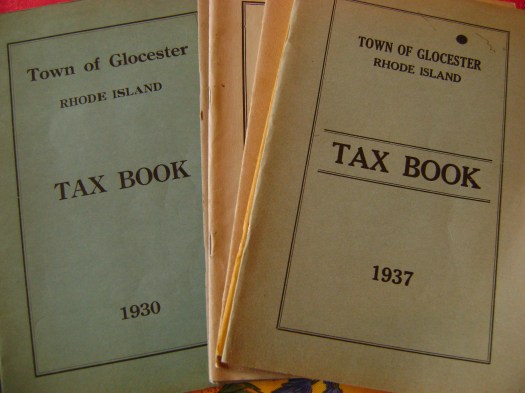 Town of Glocester
RHODE ISLAND
TAX BOOK
1930
TOWN OF GLOCESTER
RHODE ISLAND
TAX BOOK
1937